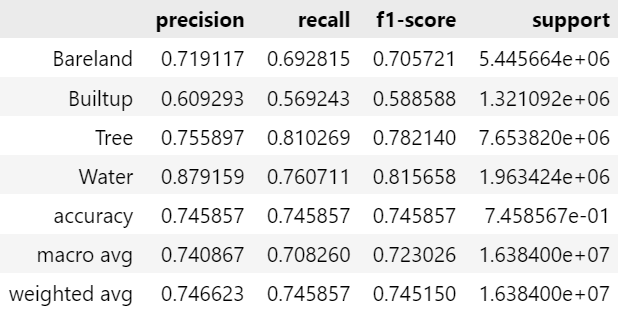 precision recall f1-score support
Bareland 0.719117 0.692815 0.705721 5.445664e+06
Builtup 0.609293 0.569243 0.588588 1.321092e+06
Tree 0.755897 0.810269 0.782140 7.653820e+06
Water 0.879159 0.760711 0.815658 1.963424e+06
accuracy 0.745857 0.745857 0.745857 7.458567e-01
macro avg 0.740867 0.708260 0.723026 1.638400e+07
weighted avg 0.746623 0.745857 0.745150 1.638400e+07